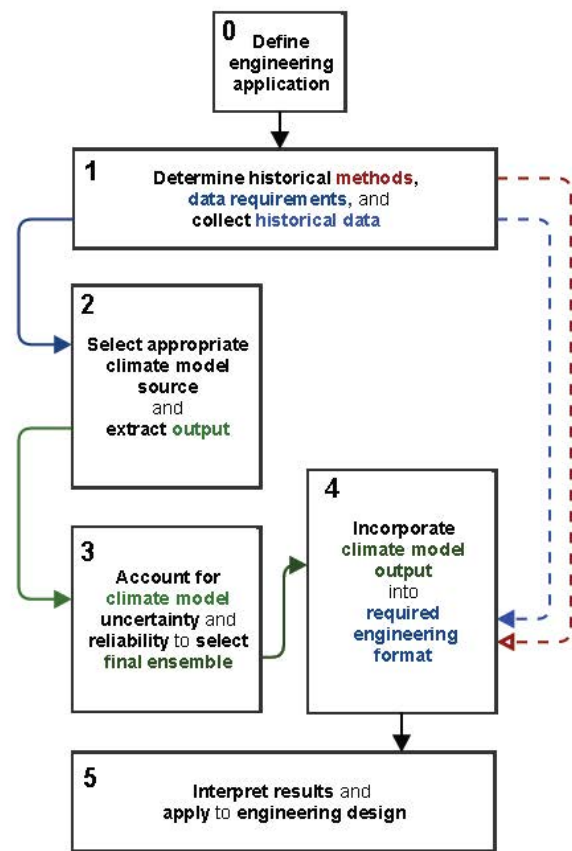 0
Define
engineering
application
1
Determine historical methods,
data requirements, and
collect historical data
2
Select appropriate
climate model
source
and
extract output
3
Account for
climate model
uncertainty and
reliability to select
final ensemble
4
Incorporate
climate model
output
into
required
engineering
format
5
Interpret results and
apply to engineering design